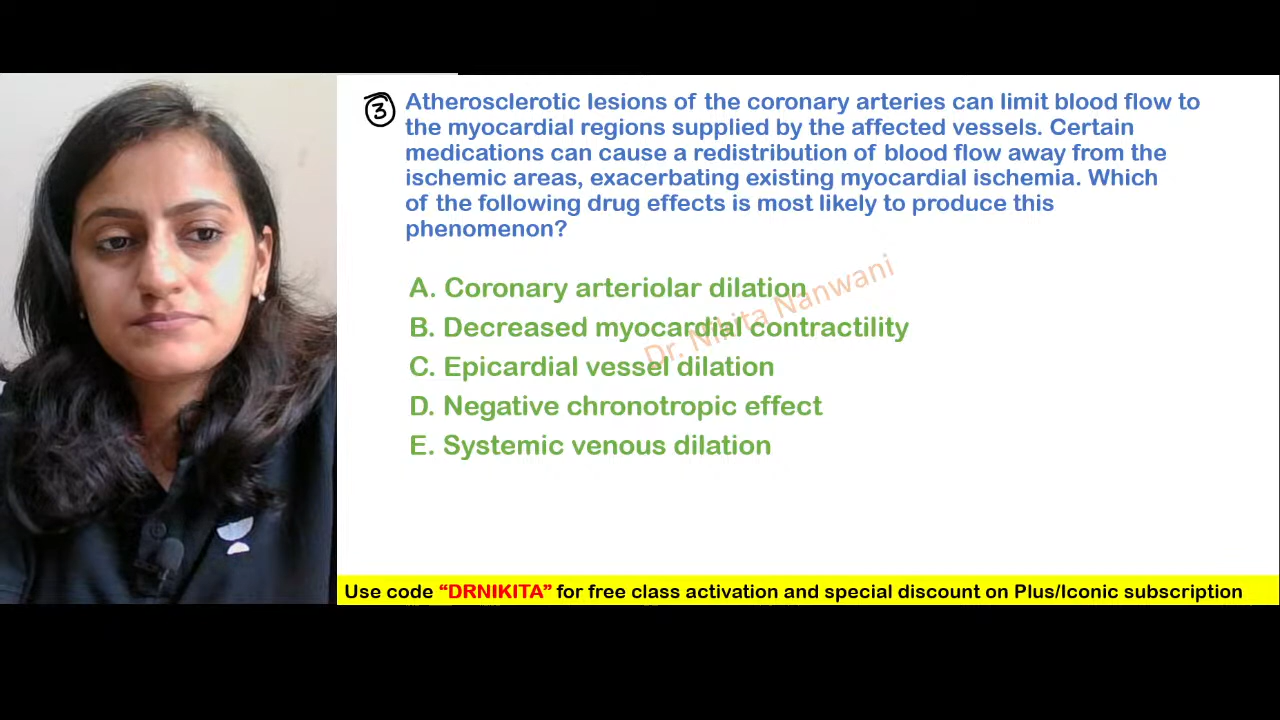 3 Atherosclerotic lesions of the coronary arteries can limit blood flow to
the myocardial regions supplied by the affected vessels. Certain
medications can cause a redistribution of blood flow away from the
ischemic areas, exacerbating existing myocardial ischemia. Which
of the following drug effects is most likely to produce this
phenomenon?
A. Coronary arteriolar dilation
B. Decreased myocardial contractility
C. Epicardial vessel dilation
D. Negative chronotropic effect
E. Systemic venous dilation
Dr. Nikita Nanwani
Use code “DRNIKITA” for free class activation and special discount on Plus/Iconic subscription